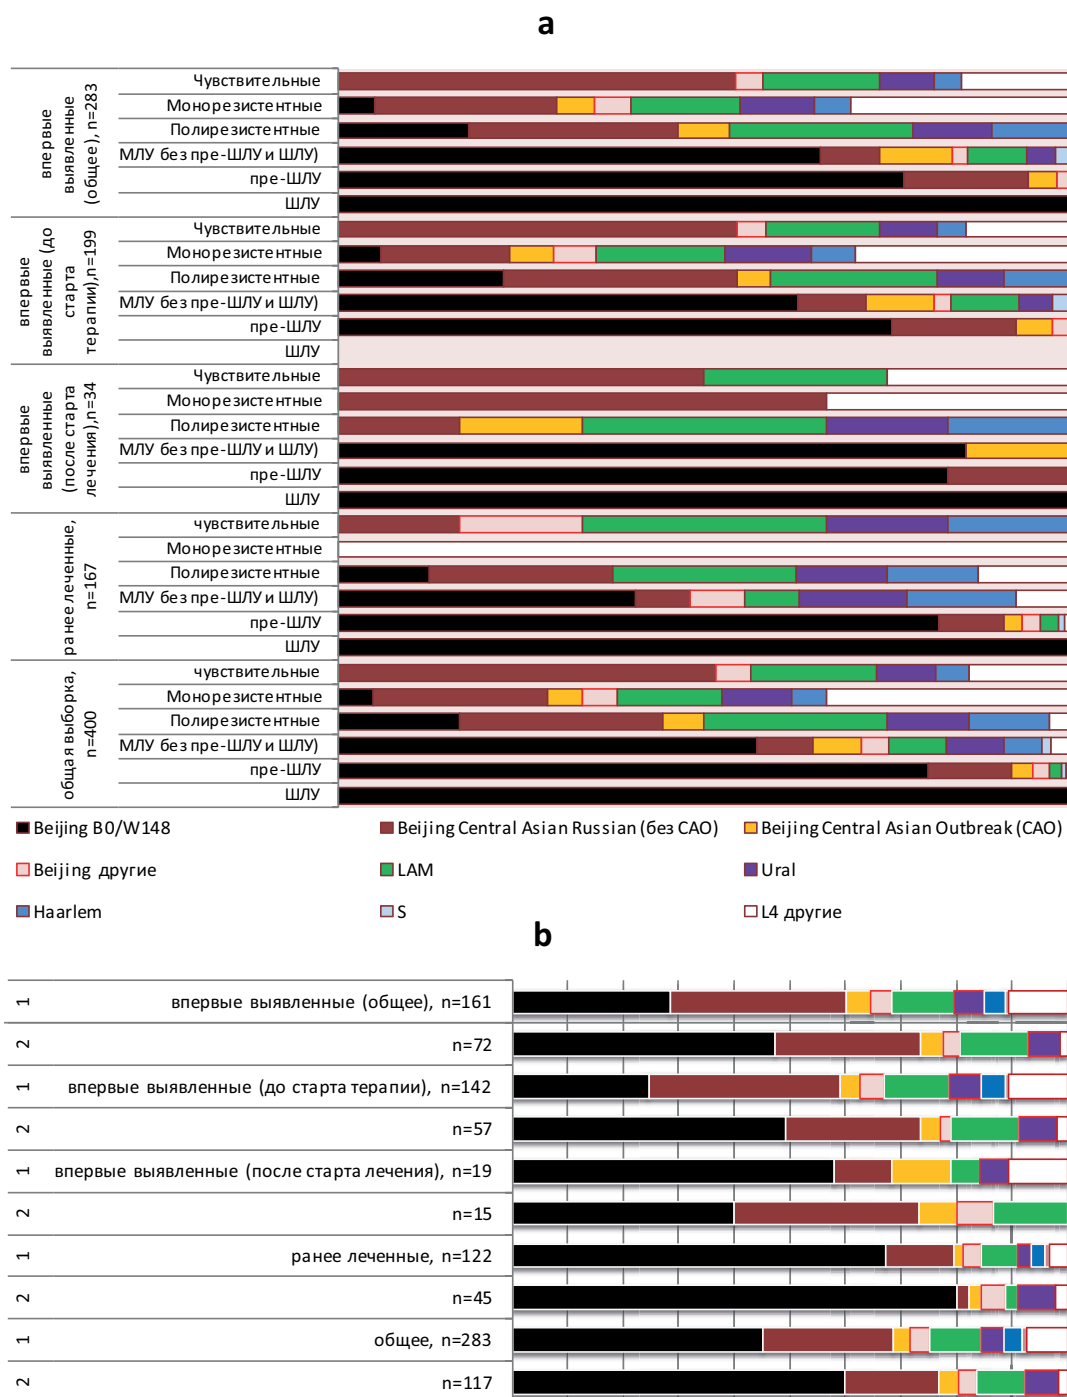 a
впервые выявленные (общее), n=283
Чувствительные
Монорезистентные
Полирезистентные
МЛУ без пре-ШЛУ и ШЛУ)
пре-ШЛУ
ШЛУ
впервые выявленные (до старта терапии),n=199
Чувствительные
Монорезистентные
Полирезистентные
МЛУ без пре-ШЛУ и ШЛУ)
пре-ШЛУ
ШЛУ
впервые выявленные (после старта лечения),n=34
Чувствительные
Монорезистентные
Полирезистентные
МЛУ без пре-ШЛУ и ШЛУ)
пре-ШЛУ
ШЛУ
ранее леченные, n=167
чувствительные
Монорезистентные
Полирезистентные
МЛУ без пре-ШЛУ и ШЛУ)
пре-ШЛУ
ШЛУ
общая выборка, n=400
чувствительные
Монорезистентные
Полирезистентные
МЛУ без пре-ШЛУ и ШЛУ)
пре-ШЛУ
ШЛУ
Beijing B0/W148
Beijing Central Asian Russian (без CAO)
Beijing Central Asian Outbreak (CAO)
Beijing другие
LAM
Ural
Haarlem
S
L4 другие
b
1 впервые выявленные (общее), n=161
2 n=72
1 впервые выявленные (до старта терапии), n=142
2 n=57
1 впервые выявленные (после старта лечения), n=19
2 n=15
1 ранее леченные, n=122
2 n=45
1 общее, n=283
2 n=117